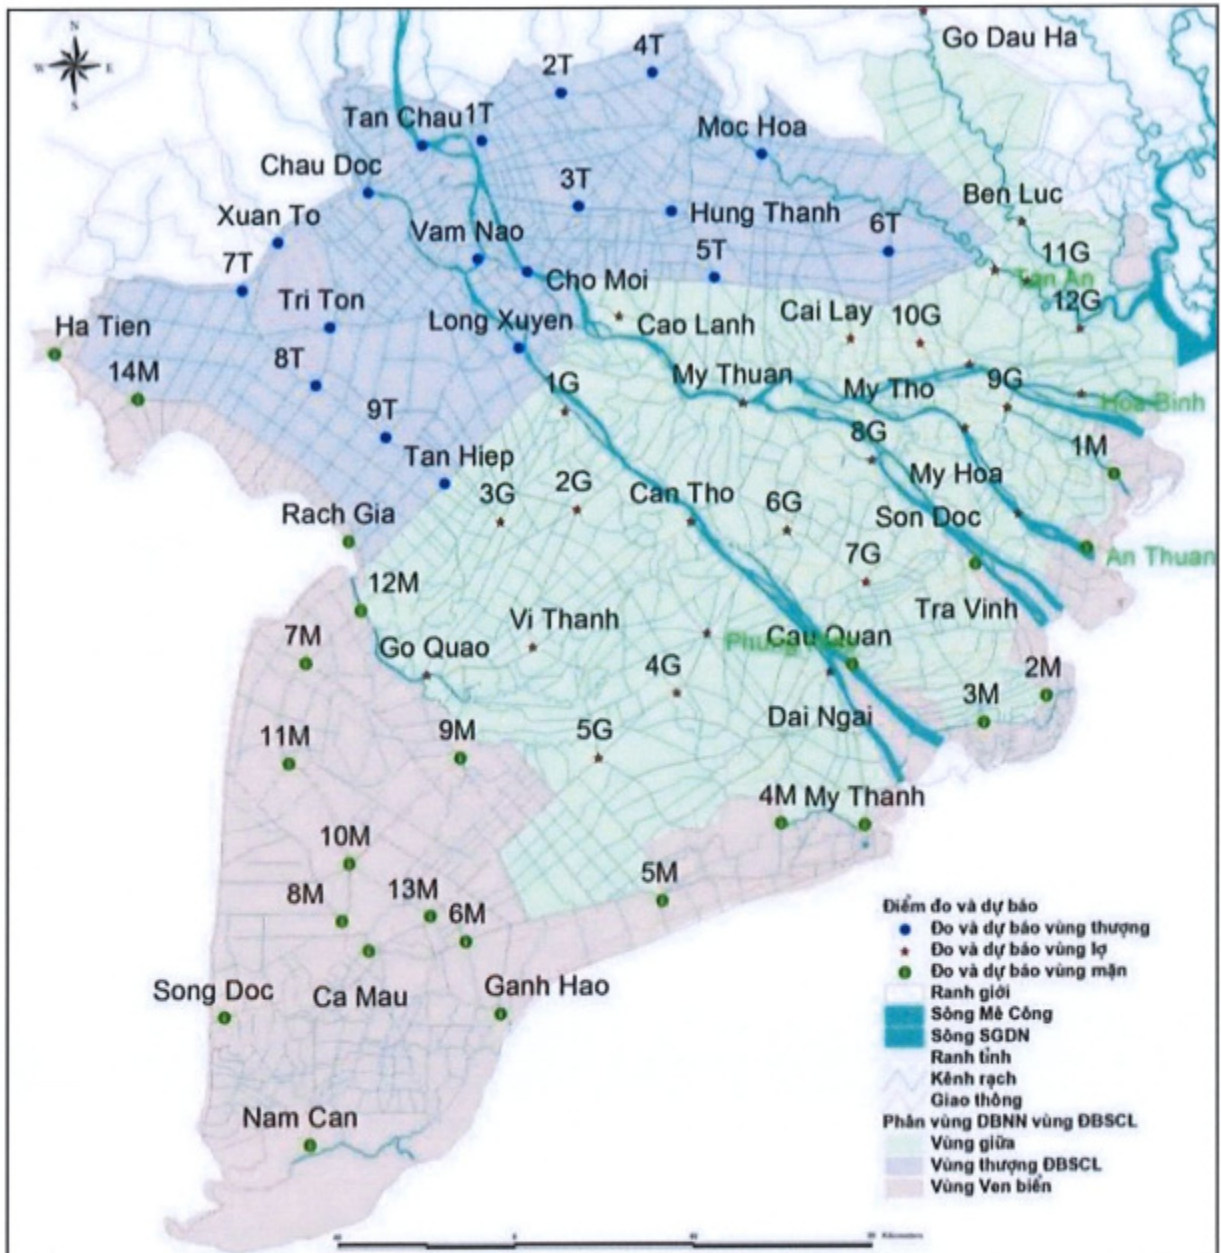 N
W E
S
Go Dau Ha
4T
2T
Tan Chau 1T
Moc Hoa
Chau Doc
3T
Ben Luc
Xuan To
Hung Thanh
Vam Nao
6T
11G
5T
7T
Cho Moi
Tan An
Tri Ton
12G
Ha Tien
Long Xuyen
Cao Lanh
Cai Lay
10G
8T
14M
1G
My Thuan
My Tho
9G
Hoa Binh
9T
8G
1M
Tan Hiep
My Hoa
3G
2G
Can Tho
6G
Rach Gia
Son Doc
An Thuan
7G
12M
Tra Vinh
Vi Thanh
7M
Go Quao
Cau Quan
4G
2M
3M
Dai Ngai
11M
9M
5G
4M My Thanh
10M
5M
8M
13M
6M
Điểm đo và dự báo
Đo và dự báo vùng thượng
Đo và dự báo vùng lợ
Đo và dự báo vùng mặn
Song Doc
Ca Mau
Ganh Hao
Ranh giới
Sông Mê Công
Sông SGDN
Ranh tỉnh
Kênh rạch
Giao thông
Nam Can
Phân vùng DBNN vùng ĐBSCL
Vùng giữa
Vùng thượng ĐBSCL
Vùng Ven biển
Kilometers